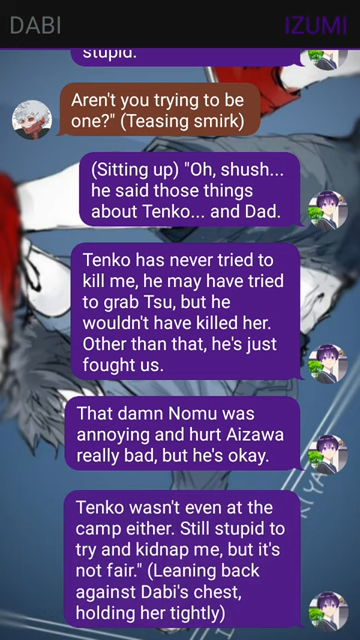 DABI
IZUMI
stupid.
Aren't you trying to be
one?" (Teasing smirk)
(Sitting up) "Oh, shush...
he said those things
about Tenko... and Dad.
Tenko has never tried to
kill me, he may have tried
to grab Tsu, but he
wouldn't have killed her.
Other than that, he's just
fought us.
That damn Nomu was
annoying and hurt Aizawa
really bad, but he's okay.
Tenko wasn't even at the
camp either. Still stupid to
try and kidnap me, but it's
not fair." (Leaning back
against Dabi's chest,
holding her tightly)